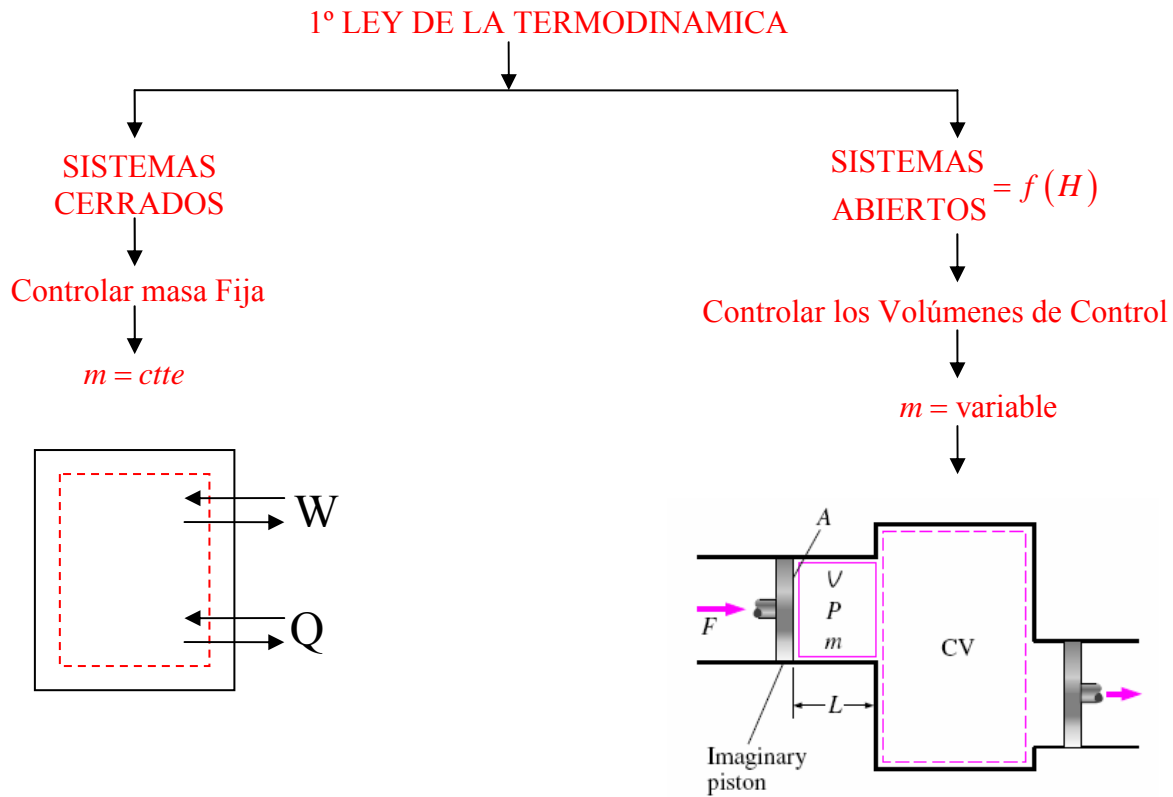 1º LEY DE LA TERMODINAMICA
SISTEMAS
CERRADOS
Controlar masa Fija
m = ctte
W
Q
SISTEMAS
ABIERTOS
= f (H)
Controlar los Volúmenes de Control
m = variable
A
V
P
m
F
CV
L
Imaginary
piston